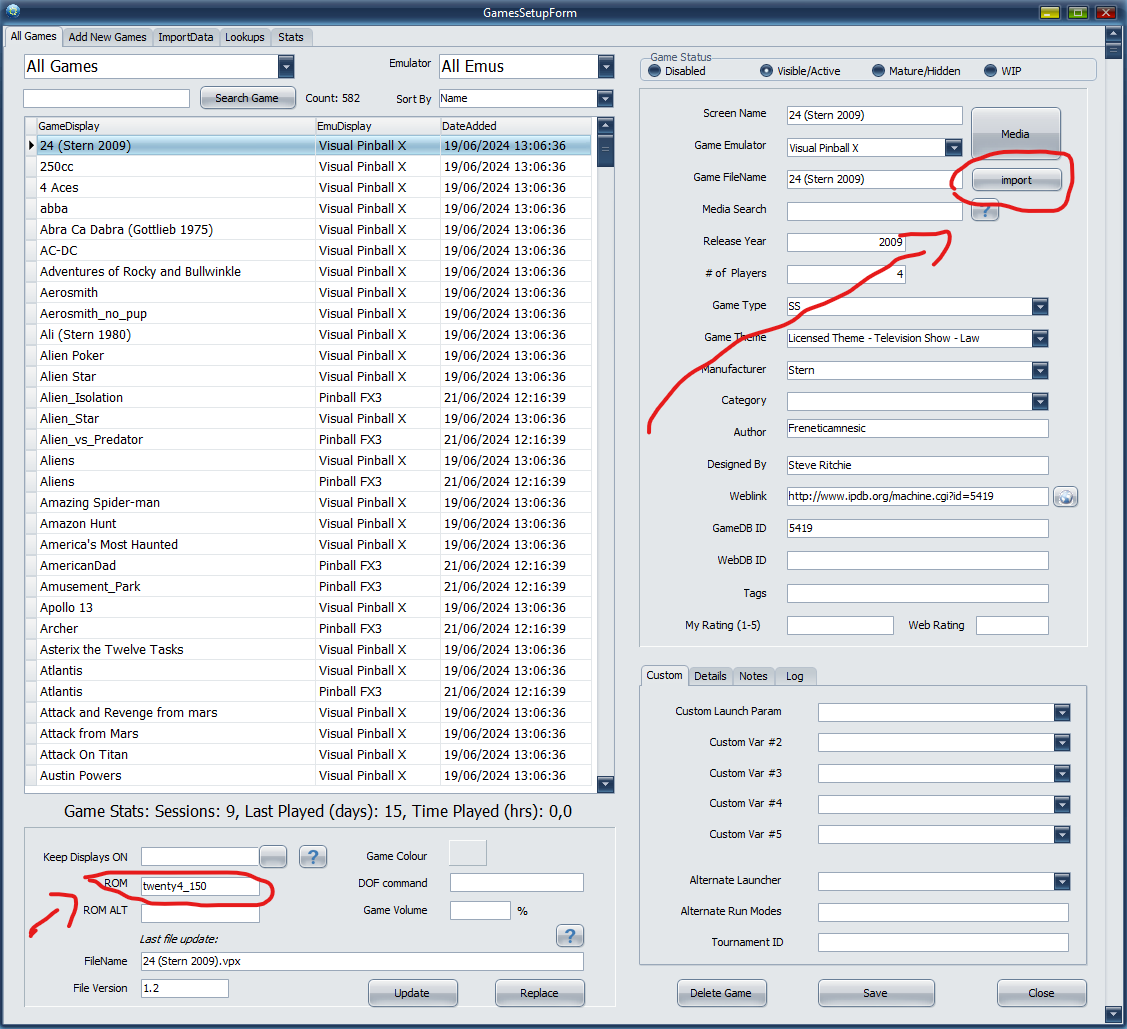 GamesSetupForm
All Games Add New Games ImportData Lookups Stats
All Games
Emulator All Emus
Search Game Count: 582 Sort By Name
GameDisplay EmuDisplay DateAdded
24 (Stern 2009) Visual Pinball X 19/06/2024 13:06:36
250cc Visual Pinball X 19/06/2024 13:06:36
4 Aces Visual Pinball X 19/06/2024 13:06:36
abba Visual Pinball X 19/06/2024 13:06:36
Abra Ca Dabra (Gottlieb 1975) Visual Pinball X 19/06/2024 13:06:36
AC-DC Visual Pinball X 19/06/2024 13:06:36
Adventures of Rocky and Bullwinkle Visual Pinball X 19/06/2024 13:06:36
Aerosmith Visual Pinball X 19/06/2024 13:06:36
Aerosmith_no_pup Visual Pinball X 19/06/2024 13:06:36
Ali (Stern 1980) Visual Pinball X 19/06/2024 13:06:36
Alien Poker Visual Pinball X 19/06/2024 13:06:36
Alien Star Visual Pinball X 19/06/2024 13:06:36
Alien_Isolation Pinball FX3 21/06/2024 12:16:39
Alien_Star Visual Pinball X 19/06/2024 13:06:36
Alien_vs_Predator Pinball FX3 21/06/2024 12:16:39
Aliens Visual Pinball X 19/06/2024 13:06:36
Aliens Pinball FX3 21/06/2024 12:16:39
Amazing Spider-man Visual Pinball X 19/06/2024 13:06:36
Amazon Hunt Visual Pinball X 19/06/2024 13:06:36
America's Most Haunted Visual Pinball X 19/06/2024 13:06:36
AmericanDad Pinball FX3 21/06/2024 12:16:39
Amusement_Park Pinball FX3 21/06/2024 12:16:39
Apollo 13 Visual Pinball X 19/06/2024 13:06:36
Archer Pinball FX3 21/06/2024 12:16:39
Asterix the Twelve Tasks Visual Pinball X 19/06/2024 13:06:36
Atlantis Visual Pinball X 19/06/2024 13:06:36
Atlantis Pinball FX3 21/06/2024 12:16:39
Attack and Revenge from mars Visual Pinball X 19/06/2024 13:06:36
Attack from Mars Visual Pinball X 19/06/2024 13:06:36
Attack On Titan Visual Pinball X 19/06/2024 13:06:36
Austin Powers Visual Pinball X 19/06/2024 13:06:36
Game Stats: Sessions: 9, Last Played (days): 15, Time Played (hrs): 0,0
Keep Displays ON ? Game Colour
ROM twenty4_150 DOF command
ROM ALT Game Volume %
Last file update: ?
FileName 24 (Stern 2009).vpx
File Version 1.2 Update Replace
Game Status
Disabled Visible/Active Mature/Hidden WIP
Screen Name 24 (Stern 2009) Media
Game Emulator Visual Pinball X
Game FileName 24 (Stern 2009) import
Media Search ?
Release Year 2009
# of Players 4
Game Type SS
Game Theme Licensed Theme - Television Show - Law
Manufacturer Stern
Category
Author Freneticamnesic
Designed By Steve Ritchie
Weblink http://www.ipdb.org/machine.cgi?id=5419
GameDB ID 5419
WebDB ID
Tags
My Rating (1-5) Web Rating
Custom Details Notes Log
Custom Launch Param
Custom Var #2
Custom Var #3
Custom Var #4
Custom Var #5
Alternate Launcher
Alternate Run Modes
Tournament ID
Delete Game Save Close